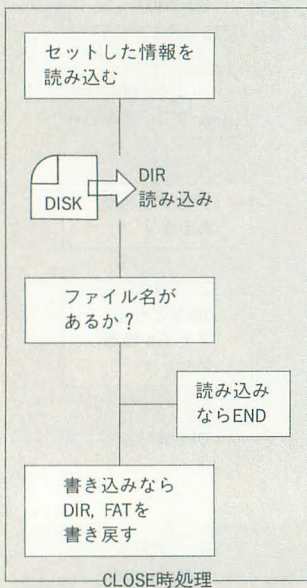 セットした情報を
読み込む
DISK
DIR
読み込み
ファイル名が
あるか？
読み込み
ならEND
書き込みなら
DIR, FATを
書き戻す
CLOSE時処理